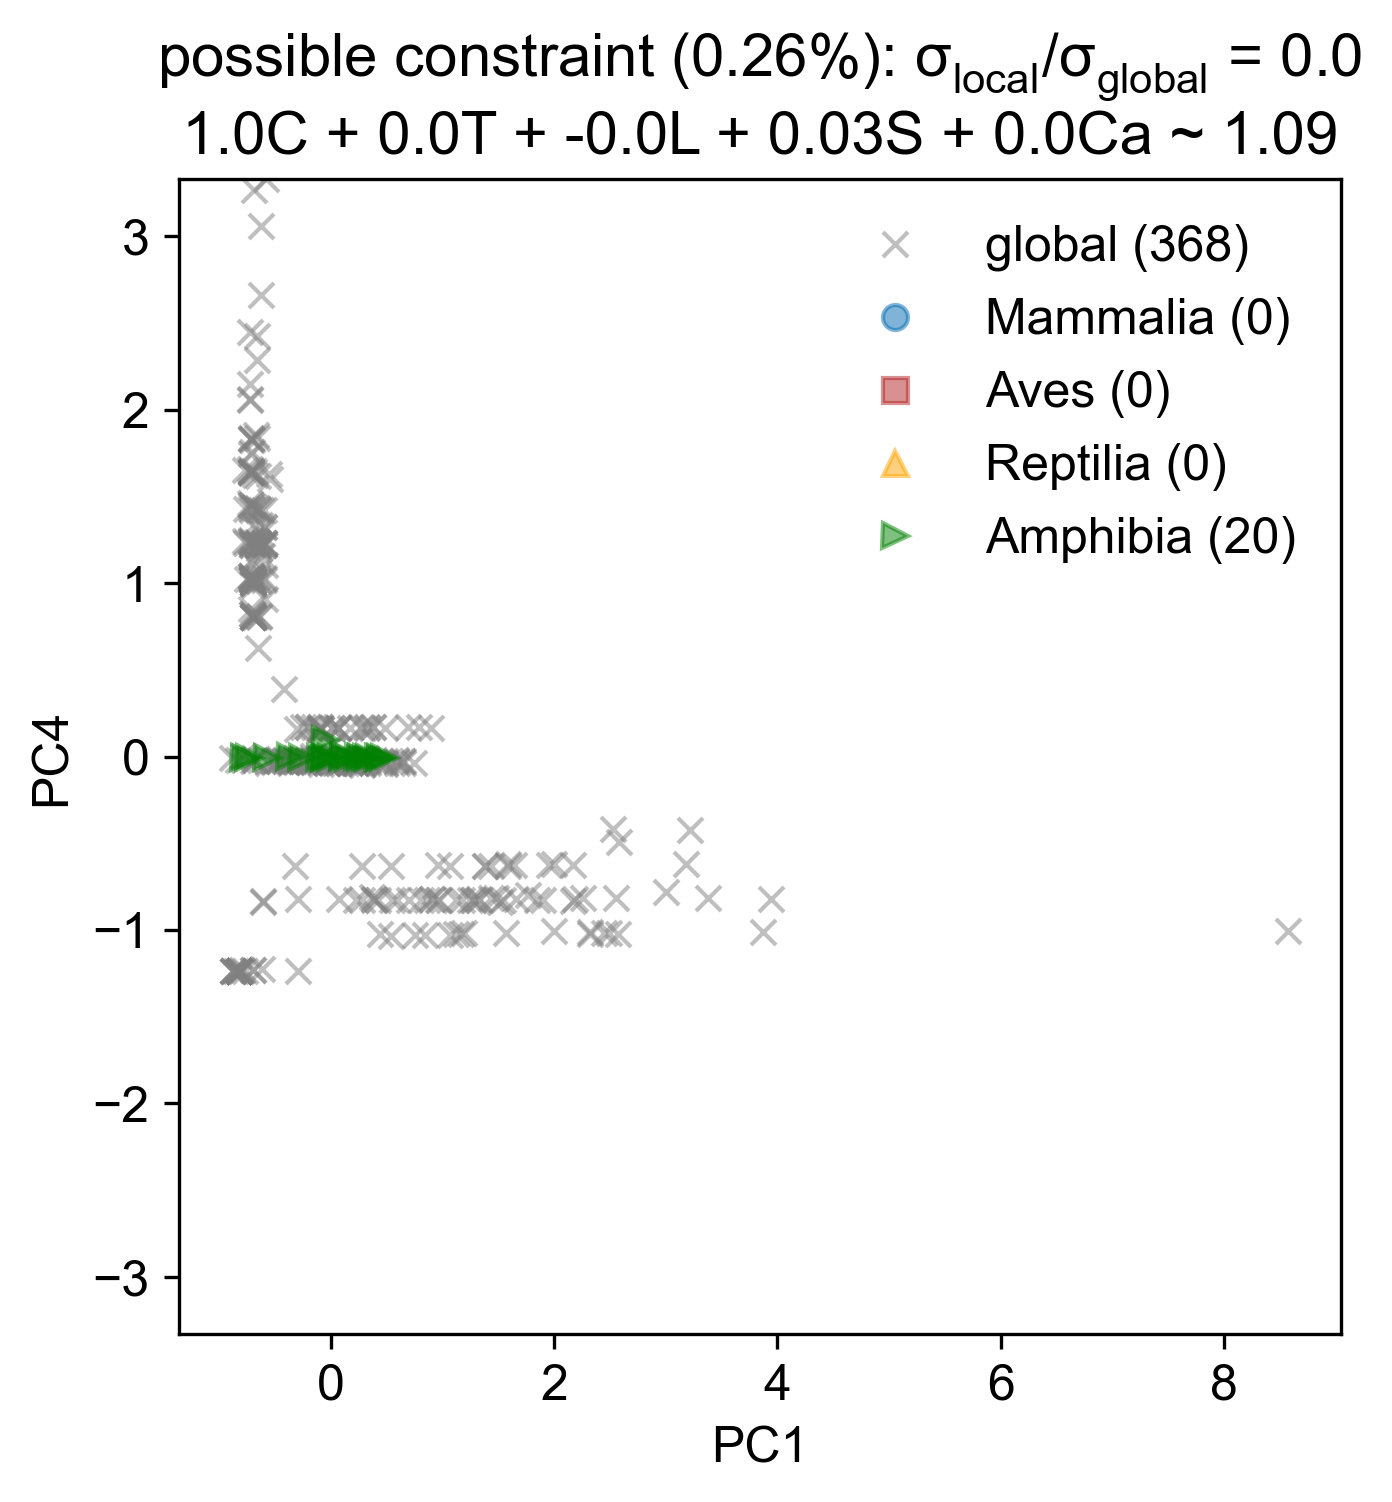 possible constraint (0.26%): σlocal/σglobal = 0.0
1.0C + 0.0T + -0.0L + 0.03S + 0.0Ca ~ 1.09
global (368)
Mammalia (0)
Aves (0)
Reptilia (0)
Amphibia (20)
PC4
3
2
1
0
−1
−2
−3
0 2 4 6 8
PC1